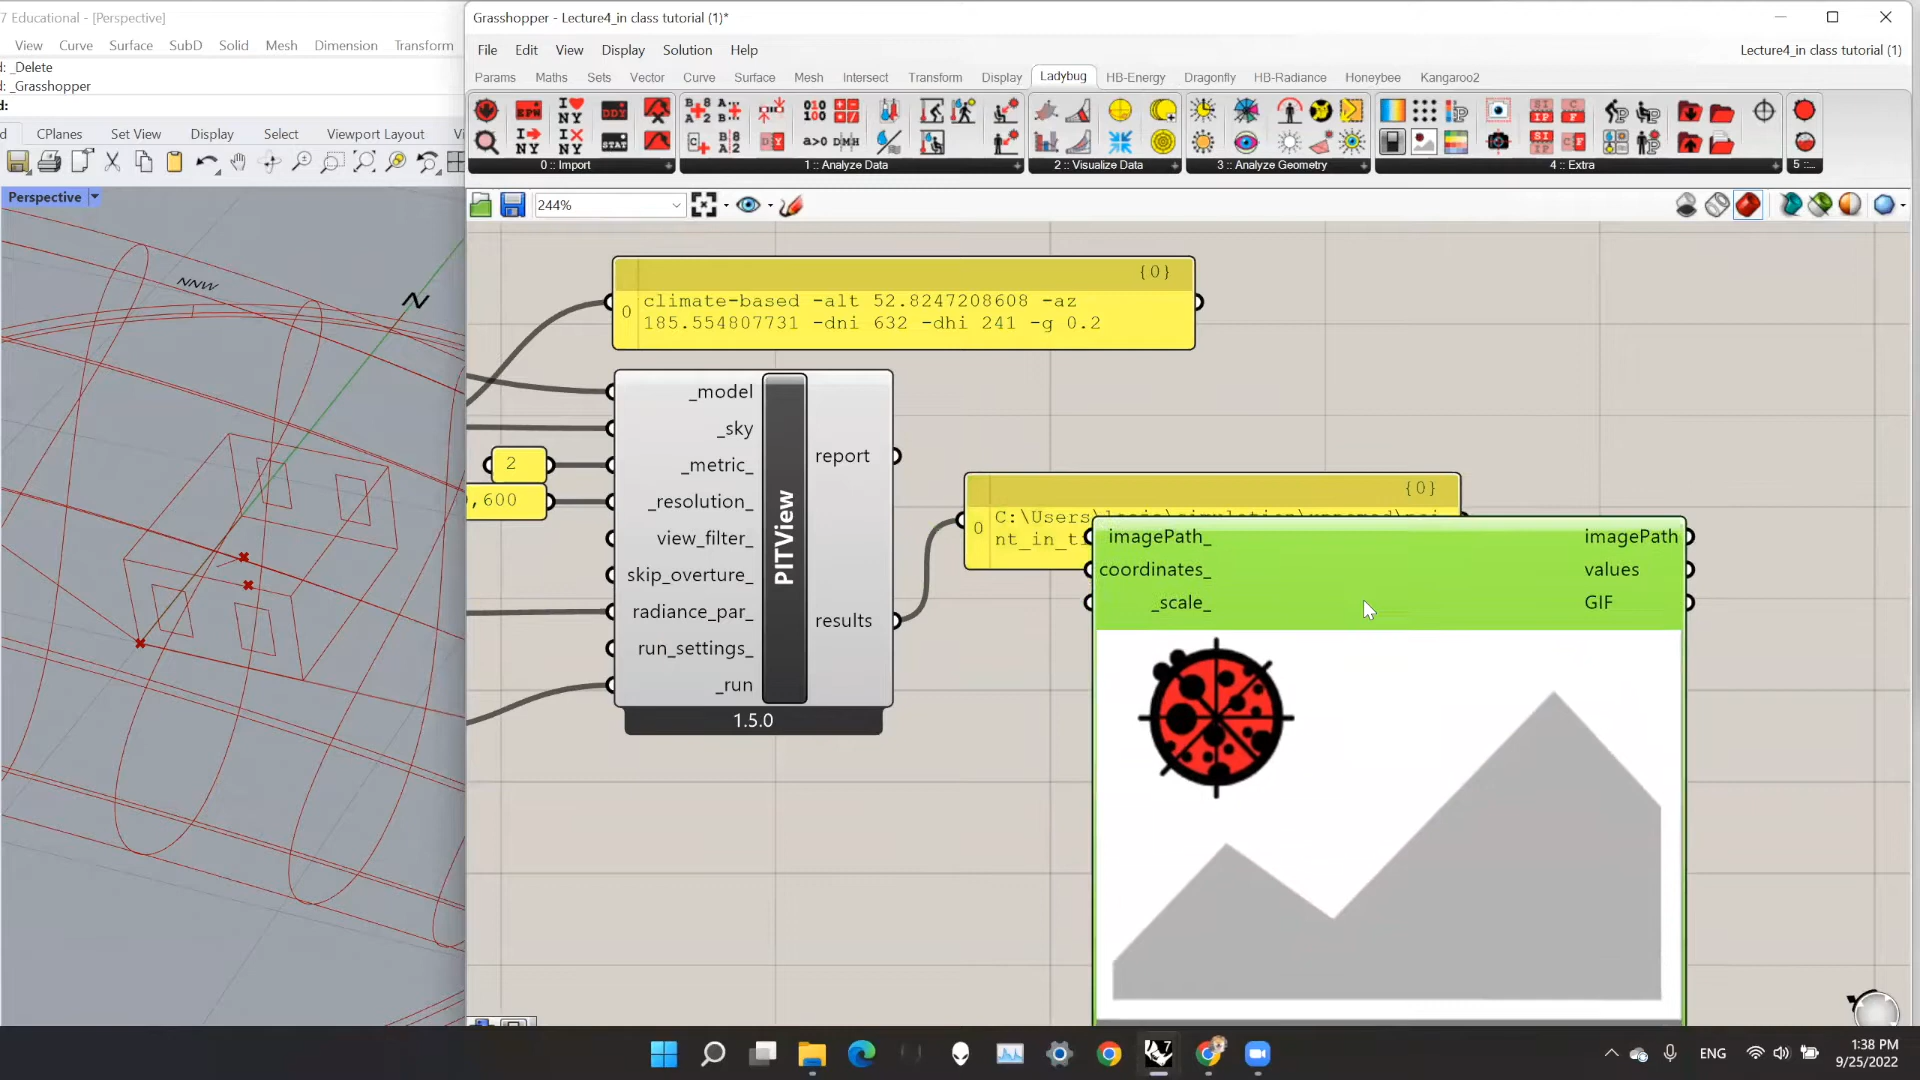 7 Educational - [Perspective]
View Curve Surface SubD Solid Mesh Dimension Transform
d: _Delete
d: _Grasshopper
d:
d CPlanes Set View Display Select Viewport Layout Vi
Perspective
NNW
N
Grasshopper - Lecture4_in class tutorial (1)*
File Edit View Display Solution Help
Lecture4_in class tutorial (1)
Params Maths Sets Vector Curve Surface Mesh Intersect Transform Display Ladybug HB-Energy Dragonfly HB-Radiance Honeybee Kangaroo2
0 :: Import
1 :: Analyze Data
2 :: Visualize Data
3 :: Analyze Geometry
4 :: Extra
5 ::...
244%
{0}
0
climate-based -alt 52.8247208608 -az
185.554807731 -dni 632 -dhi 241 -g 0.2
_model
_sky
_metric_
_resolution_
view_filter_
skip_overture_
radiance_par_
run_settings_
_run
PITView
report
results
1.5.0
2
,600
{0}
0
C:\Users\
nt_in_ti
imagePath_
coordinates_
_scale_
imagePath
values
GIF
ENG
1:38 PM
9/25/2022